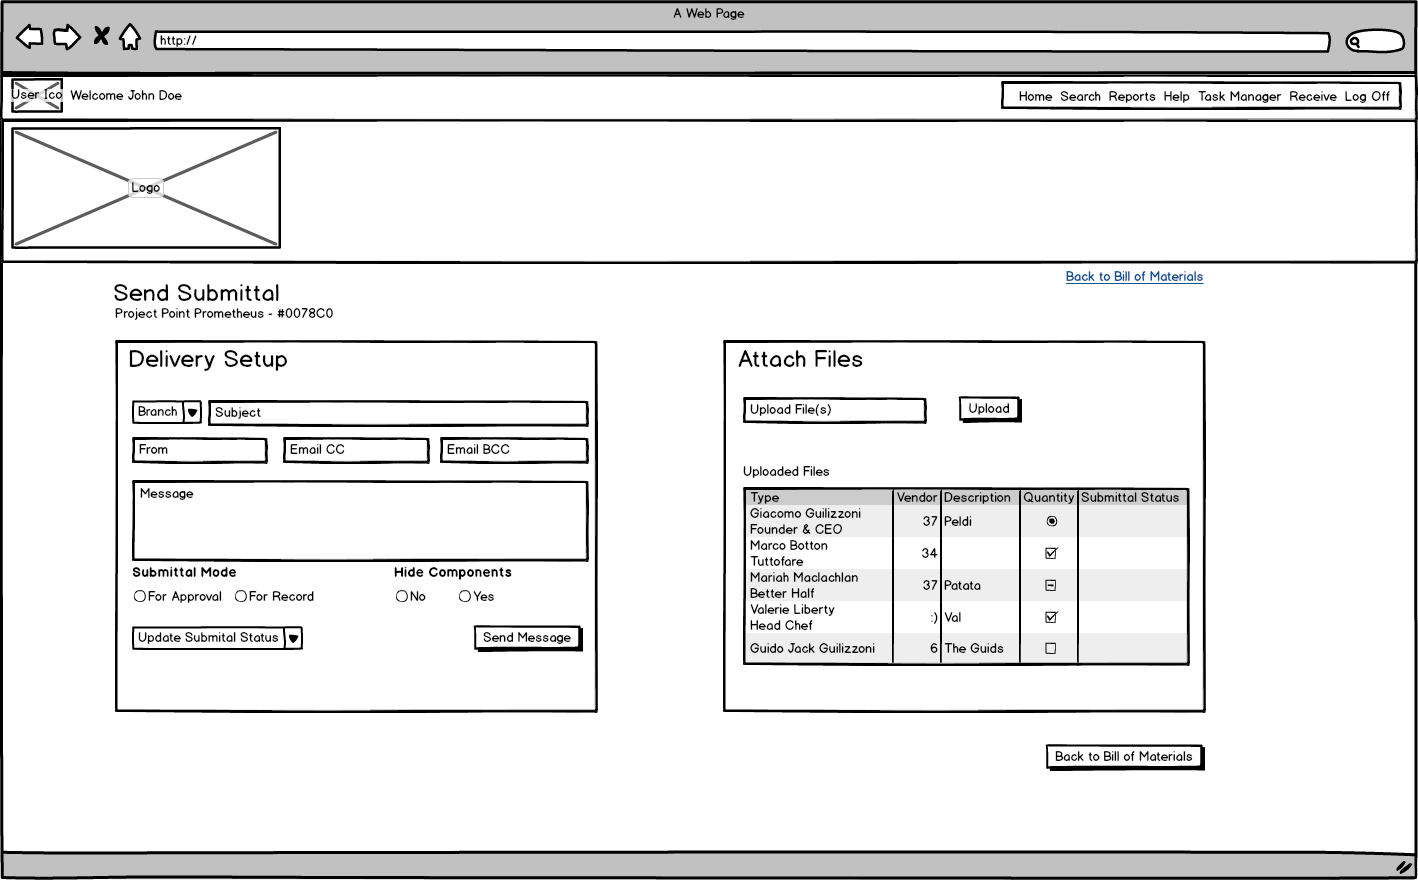 A Web Page
http://
User Ico Welcome John Doe
Home Search Reports Help Task Manager Receive Log Off
Logo
Back to Bill of Materials
Send Submittal
Project Point Prometheus - #0078C0
Delivery Setup
Branch Subject
From Email CC Email BCC
Message
Submittal Mode Hide Components
For Approval For Record No Yes
Update Submital Status Send Message
Attach Files
Upload File(s) Upload
Uploaded Files
Type Vendor Description Quantity Submittal Status
Giacomo Guilizzoni
Founder & CEO 37 Peldi
Marco Botton
Tuttofare 34
Mariah Maclachlan
Better Half 37 Patata
Valerie Liberty
Head Chef :) Val
Guido Jack Guilizzoni 6 The Guids
Back to Bill of Materials